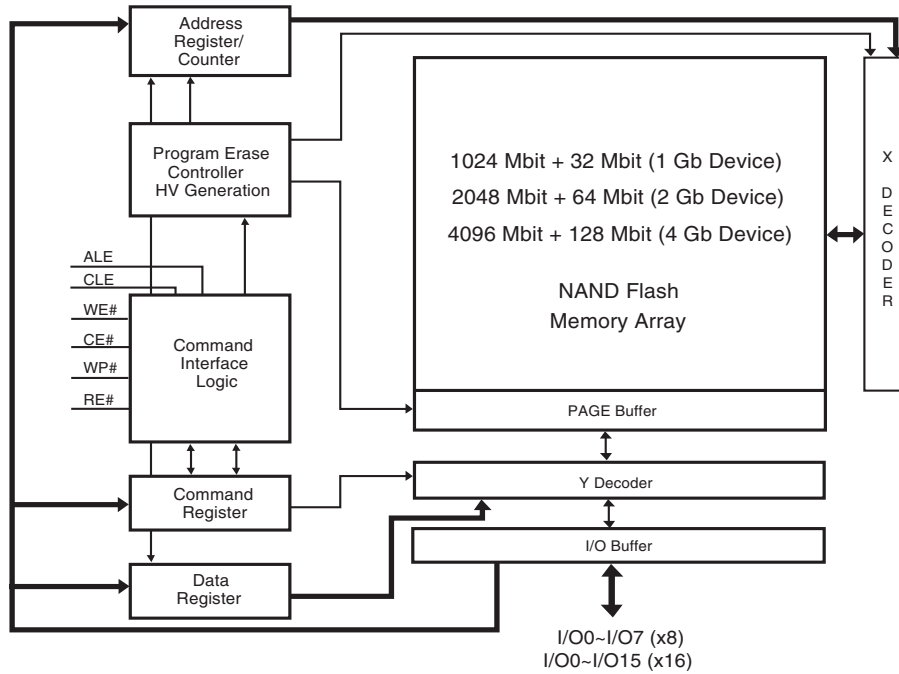 Address
Register/
Counter
Program Erase
Controller
HV Generation
ALE
CLE
WE#
CE#
WP#
RE#
Command
Interface
Logic
Command
Register
Data
Register
1024 Mbit + 32 Mbit (1 Gb Device)
2048 Mbit + 64 Mbit (2 Gb Device)
4096 Mbit + 128 Mbit (4 Gb Device)
NAND Flash
Memory Array
PAGE Buffer
Y Decoder
I/O Buffer
I/O0~I/O7 (x8)
I/O0~I/O15 (x16)
X
D
E
C
O
D
E
R